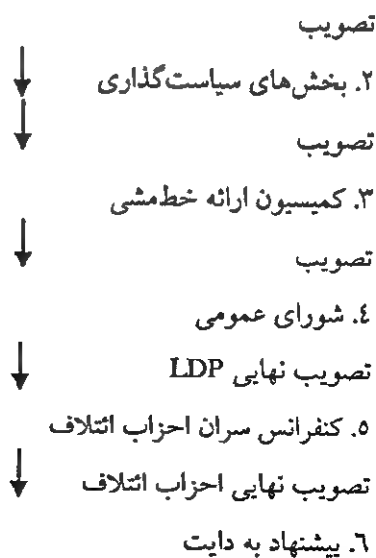 تصویب
۲. بخش‌های سیاست‌گذاری
تصویب
۳. کمیسیون ارائه خط‌مشی
تصویب
٤. شورای عمومی
تصویب نهایی LDP
٥. کنفرانس سران احزاب ائتلاف
تصویب نهایی احزاب ائتلاف
٦. پیشنهاد به دایت